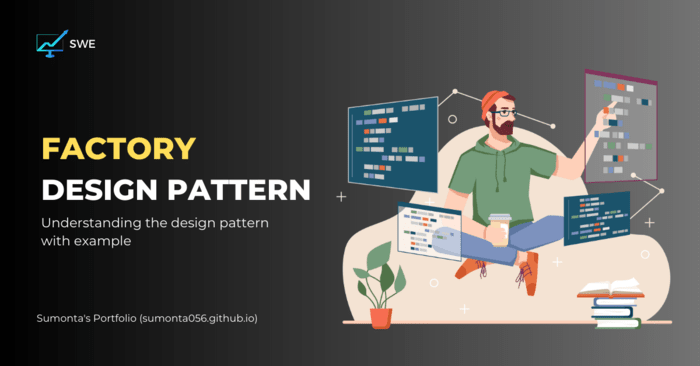 SWE
FACTORY
DESIGN PATTERN
Understanding the design pattern
with example
Sumonta's Portfolio (sumonta056.github.io)